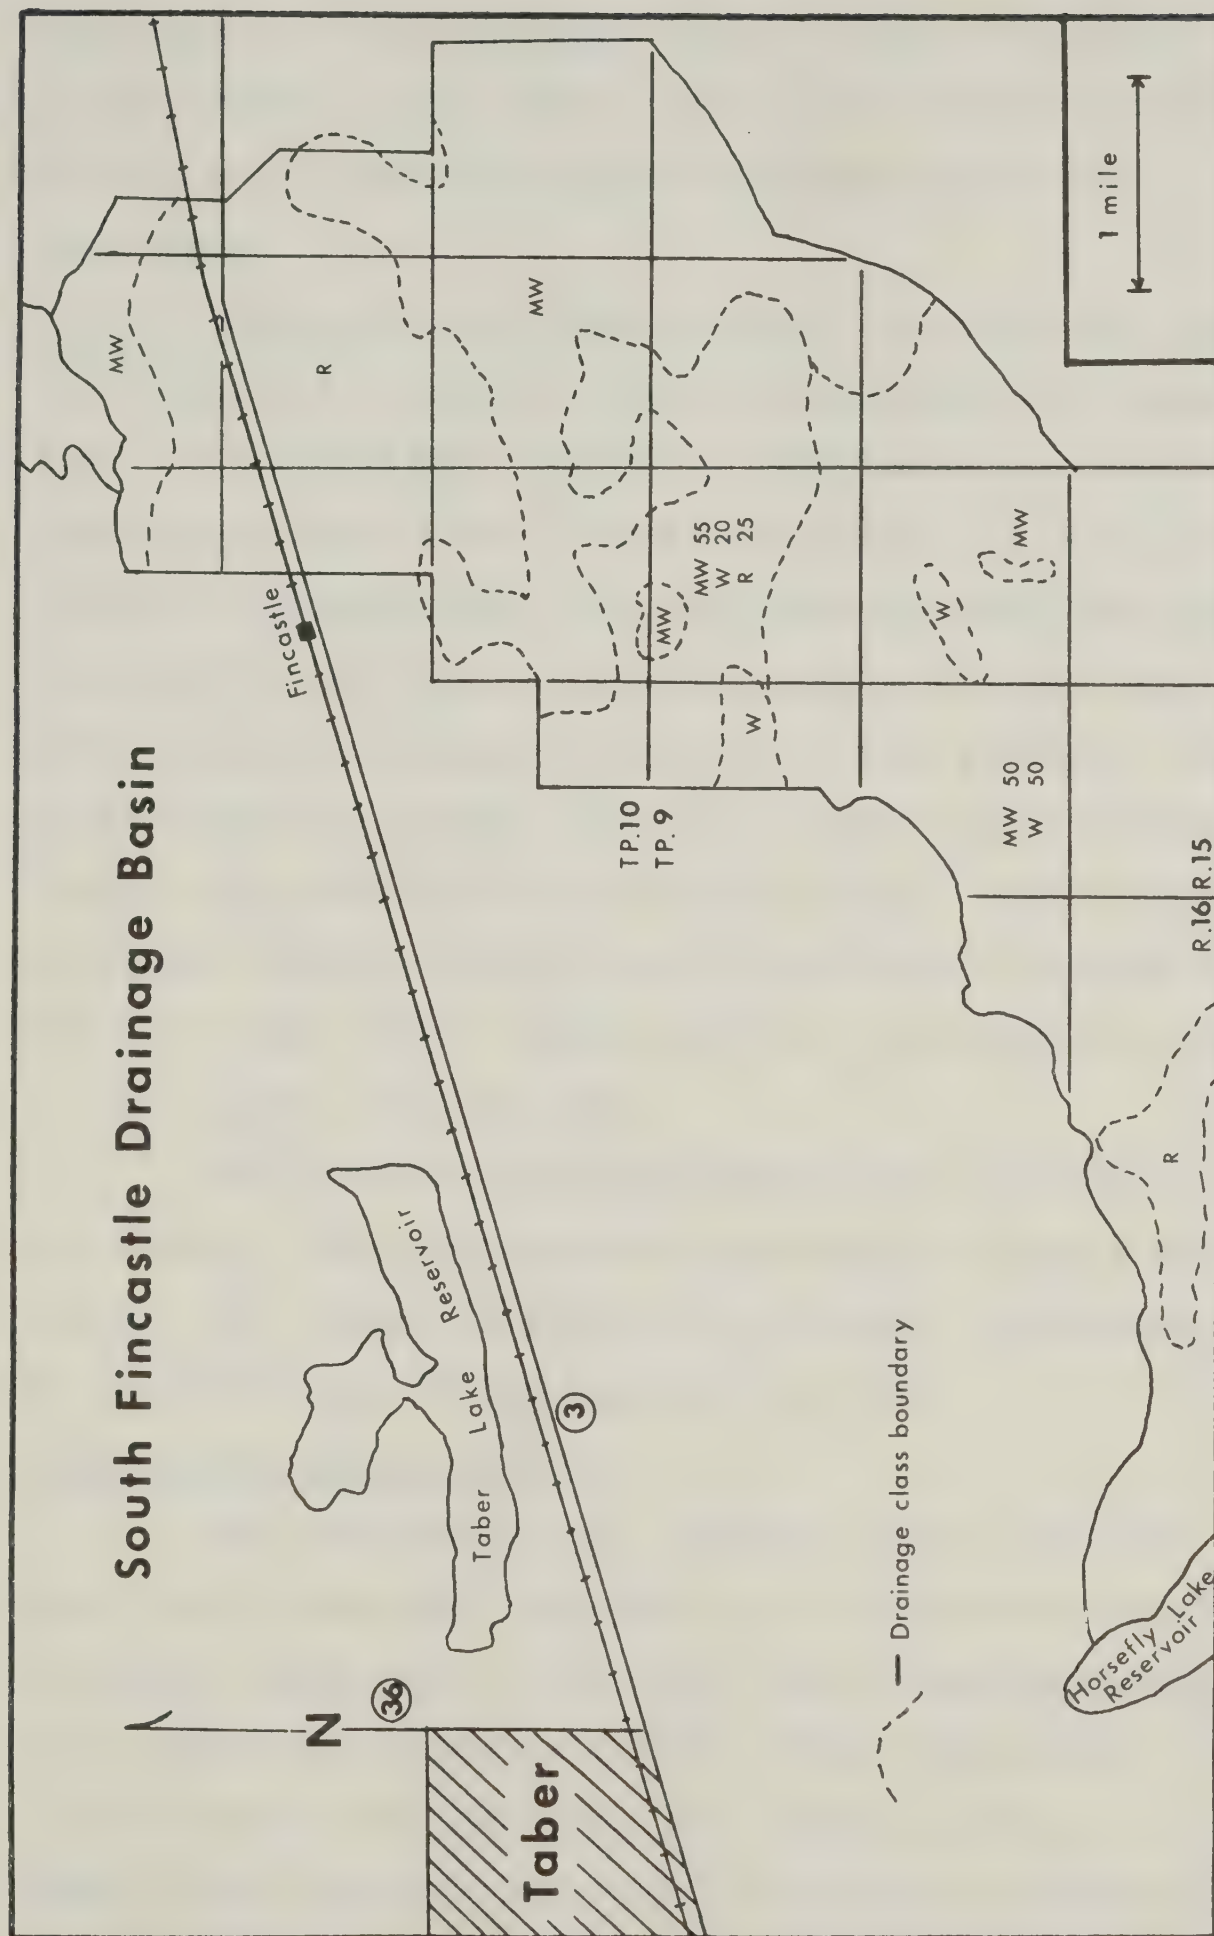 South Fincastle Drainage Basin
N
36
Taber
Taber Lake Reservoir
3
Fincastle
MW
R
MW
MW 55
W 20
R 25
MW
W
TP.10
TP. 9
W
MW
MW 50
W 50
R.16 R.15
R
Horsefly Lake
Reservoir
— Drainage class boundary
1 mile